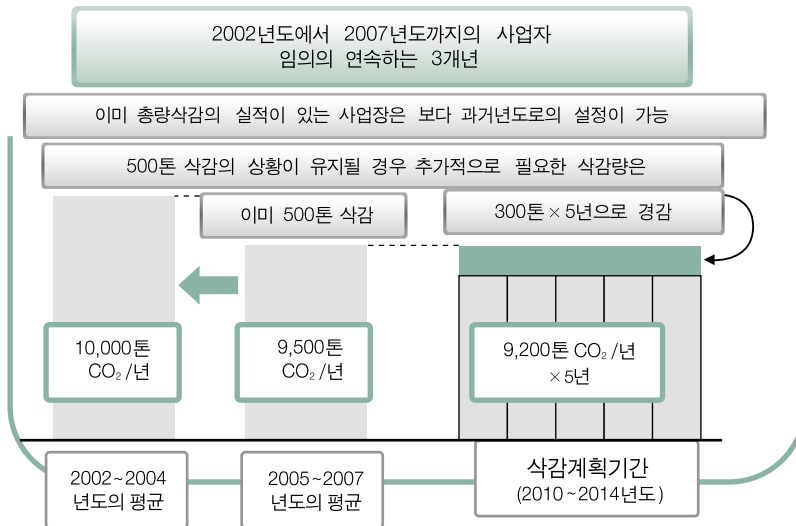 2002년도에서 2007년도까지의 사업자
임의의 연속하는 3개년
이미 총량삭감의 실적이 있는 사업장은 보다 과거년도로의 설정이 가능
500톤 삭감의 상황이 유지될 경우 추가적으로 필요한 삭감량은
이미 500톤 삭감
300톤 × 5년으로 경감
10,000톤
CO₂ /년
9,500톤
CO₂ /년
9,200톤 CO₂ /년
× 5년
2002~2004
년도의 평균
2005~2007
년도의 평균
삭감계획기간
(2010 ~ 2014년도 )